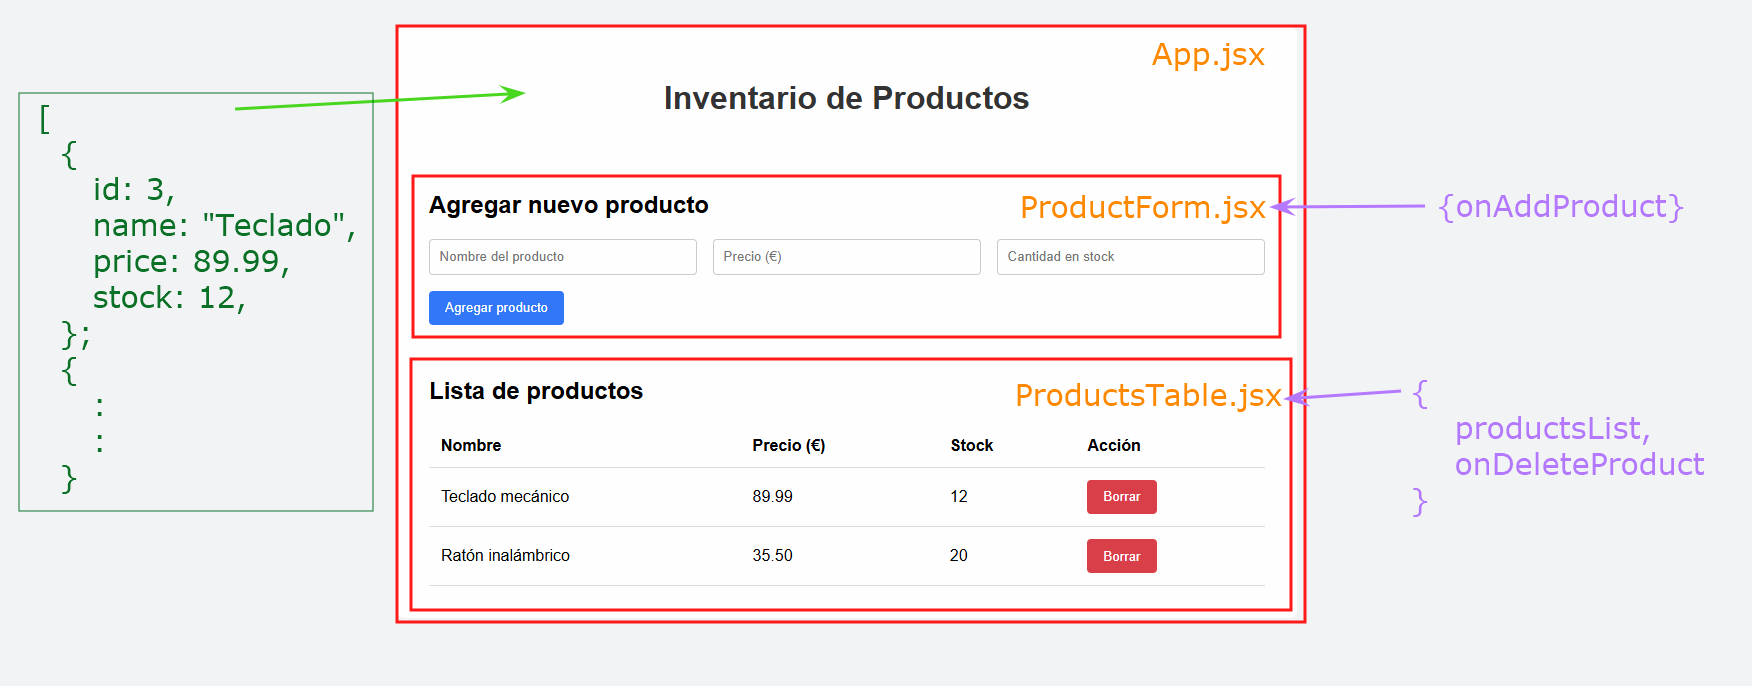 App.jsx
Inventario de Productos
[
{
id: 3,
name: "Teclado",
price: 89.99,
stock: 12,
};
{
:
:
}
Agregar nuevo producto
ProductForm.jsx
{onAddProduct}
Nombre del producto
Precio (€)
Cantidad en stock
Agregar producto
Lista de productos
ProductsTable.jsx
{
productsList,
onDeleteProduct
}
Nombre Precio (€) Stock Acción
Teclado mecánico 89.99 12 Borrar
Ratón inalámbrico 35.50 20 Borrar